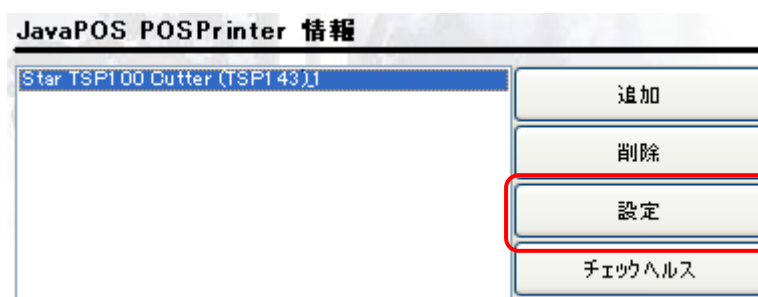 JavaPOS POSPrinter 情報
Star TSP100 Cutter (TSP143)_1
追加
削除
設定
チェックヘルス